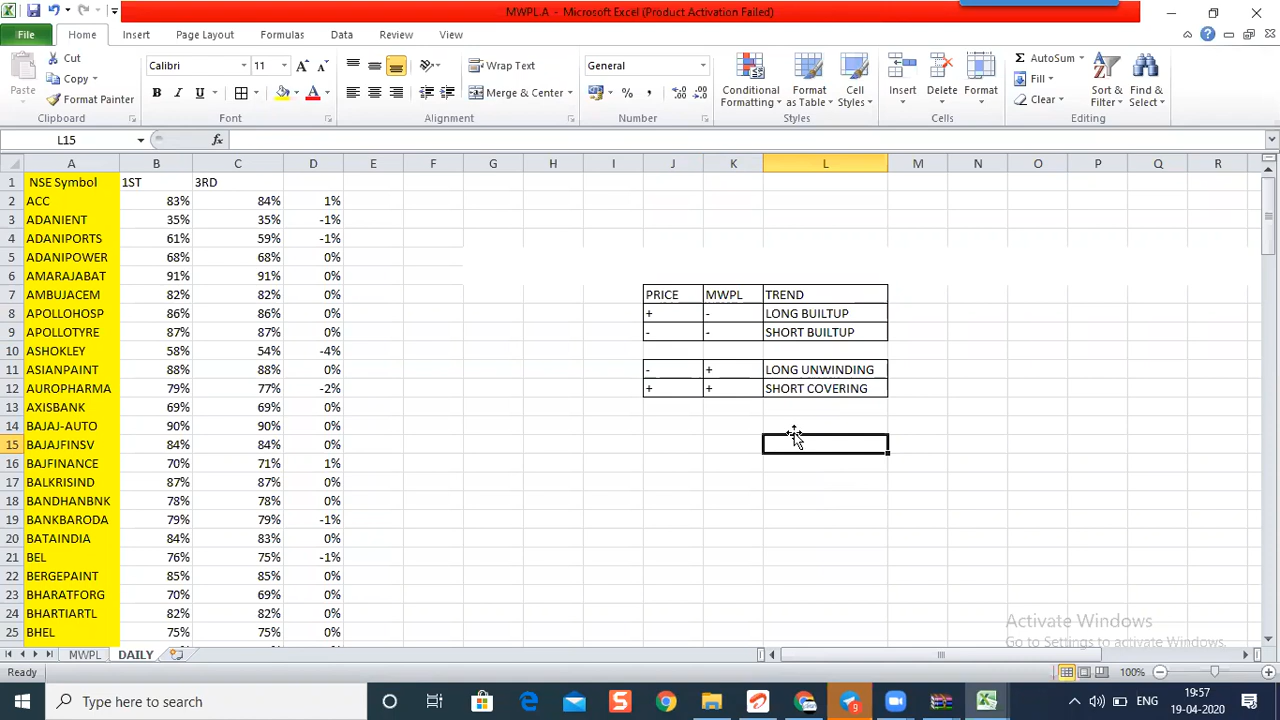 MWPL.A - Microsoft Excel (Product Activation Failed)
File Home Insert Page Layout Formulas Data Review View
Paste
Cut
Copy
Format Painter
Clipboard
Calibri 11
B I U
Font
Wrap Text
Merge & Center
Alignment
General
%
Number
Conditional Formatting
Format as Table
Cell Styles
Styles
Insert
Delete
Format
Cells
Σ AutoSum
Fill
Clear
Sort & Filter
Find & Select
Editing
L15 fx
A B C D E F G H I J K L M N O P Q R
1 NSE Symbol 1ST 3RD
2 ACC 83% 84% 1%
3 ADANIENT 35% 35% -1%
4 ADANIPORTS 61% 59% -1%
5 ADANIPOWER 68% 68% 0%
6 AMARAJABAT 91% 91% 0%
7 AMBUJACEM 82% 82% 0% PRICE MWPL TREND
8 APOLLOHOSP 86% 86% 0% + - LONG BUILTUP
9 APOLLOTYRE 87% 87% 0% - - SHORT BUILTUP
10 ASHOKLEY 58% 54% -4%
11 ASIANPAINT 88% 88% 0% - + LONG UNWINDING
12 AUROPHARMA 79% 77% -2% + + SHORT COVERING
13 AXISBANK 69% 69% 0%
14 BAJAJ-AUTO 90% 90% 0%
15 BAJAJFINSV 84% 84% 0%
16 BAJFINANCE 70% 71% 1%
17 BALKRISIND 87% 87% 0%
18 BANDHANBNK 78% 78% 0%
19 BANKBARODA 79% 79% -1%
20 BATAINDIA 84% 83% 0%
21 BEL 76% 75% -1%
22 BERGEPAINT 85% 85% 0%
23 BHARATFORG 70% 69% 0%
24 BHARTIARTL 82% 82% 0%
25 BHEL 75% 75% 0%
Activate Windows
Go to Settings to activate Windows.
MWPL DAILY
Ready 100%
Type here to search
9
ENG
19:57
19-04-2020